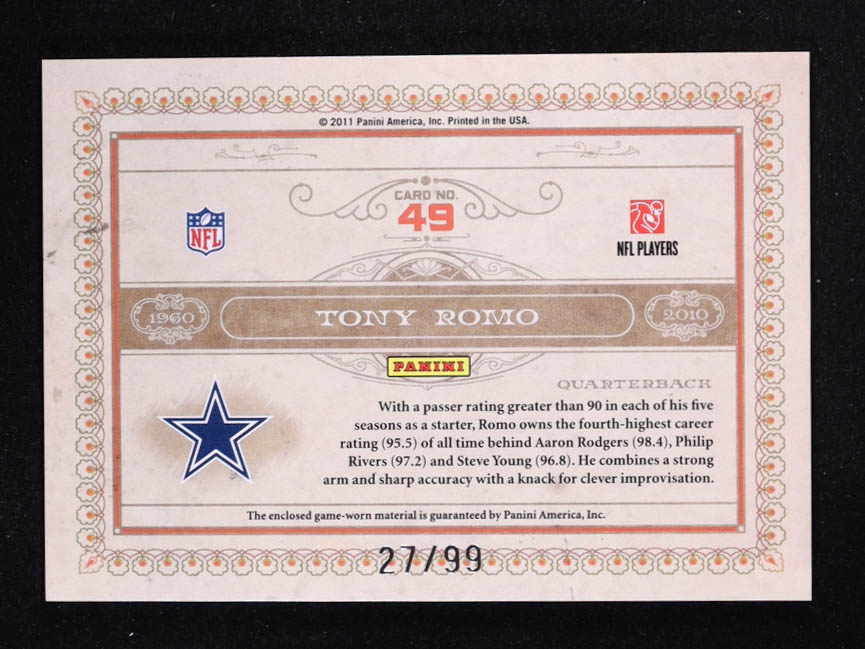 © 2011 Panini America, Inc. Printed in the USA.
CARD NO.
49
NFL
NFL PLAYERS
1960
TONY ROMO
2010
PANINI
QUARTERBACK
With a passer rating greater than 90 in each of his five
seasons as a starter, Romo owns the fourth-highest career
rating (95.5) of all time behind Aaron Rodgers (98.4), Philip
Rivers (97.2) and Steve Young (96.8). He combines a strong
arm and sharp accuracy with a knack for clever improvisation.
The enclosed game-worn material is guaranteed by Panini America, Inc.
27/99